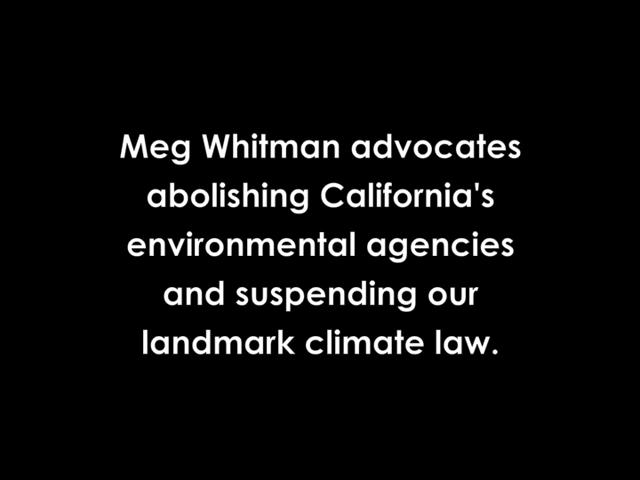 Meg Whitman advocates
abolishing California's
environmental agencies
and suspending our
landmark climate law.